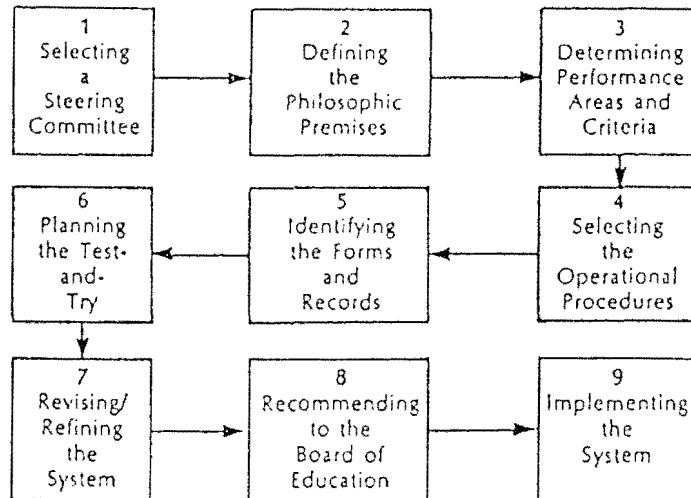 1
Selecting
a
Steering
Committee
2
Defining
the
Philosophic
Premises
3
Determining
Performance
Areas and
Criteria
4
Selecting
the
Operational
Procedures
5
Identifying
the Forms
and
Records
6
Planning
the Test-
and-
Try
7
Revising/
Refining
the
System
8
Recommending
to the
Board of
Education
9
Implementing
the
System